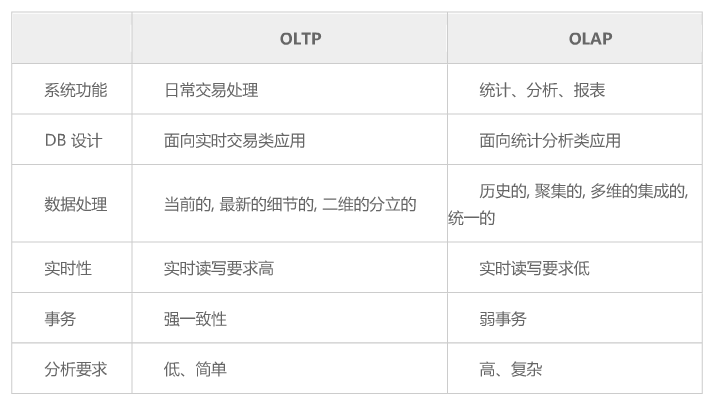 OLTP OLAP
系统功能 日常交易处理 统计、分析、报表
DB 设计 面向实时交易类应用 面向统计分析类应用
数据处理 当前的, 最新的细节的, 二维的分立的 历史的, 聚集的, 多维的集成的,
统一的
实时性 实时读写要求高 实时读写要求低
事务 强一致性 弱事务
分析要求 低、简单 高、复杂